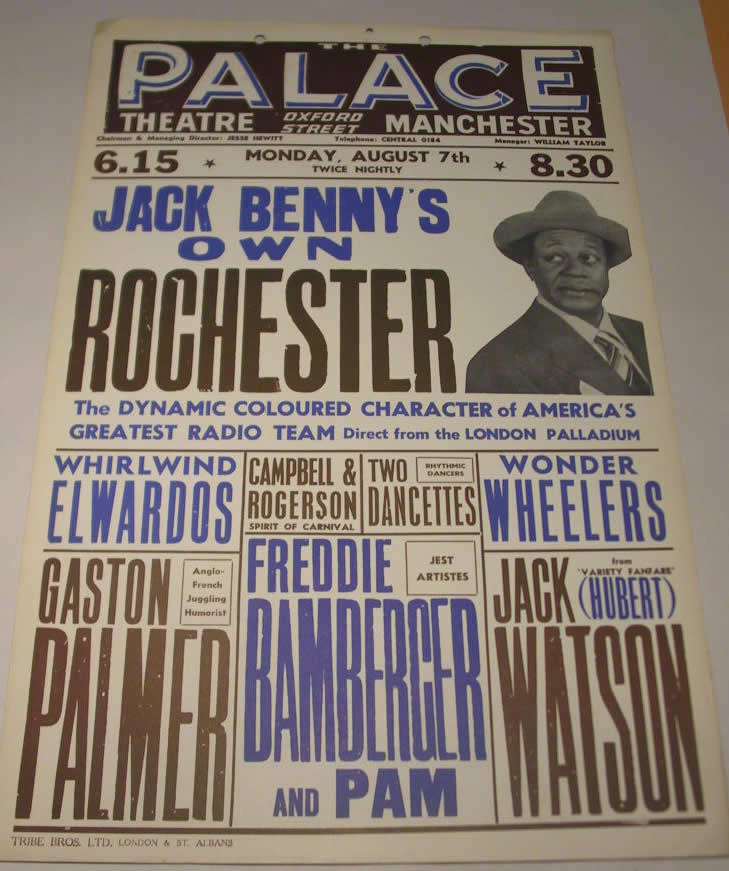 THE
PALACE
THEATRE OXFORD STREET MANCHESTER
Chairman & Managing Director: JESSE HEWITT Telephone: CENTRAL 0184 Manager: WILLIAM TAYLOR
6.15 MONDAY, AUGUST 7th 8.30
TWICE NIGHTLY
JACK BENNY'S
OWN
ROCHESTER
The DYNAMIC COLOURED CHARACTER of AMERICA'S
GREATEST RADIO TEAM Direct from the LONDON PALLADIUM
WHIRLWIND
ELWARDOS
CAMPBELL &
ROGERSON
SPIRIT OF CARNIVAL
TWO
RHYTHMIC
DANCERS
DANCETTES
WONDER
WHEELERS
GASTON
Anglo-
French
Juggling
Humorist
PALMER
FREDDIE
JEST
ARTISTES
BAMBERGER
AND PAM
JACK
from
"VARIETY FANFARE"
(HUBERT)
WATSON
TRIBE BROS. LTD. LONDON & ST. ALBANS